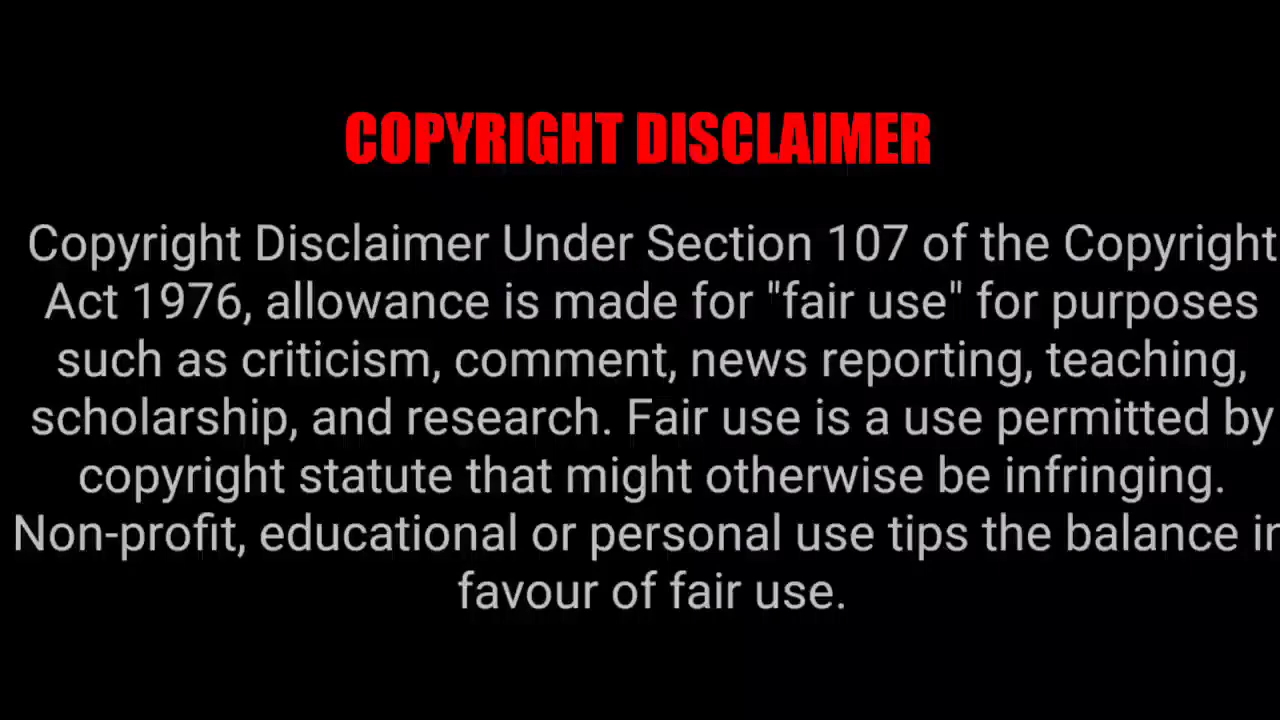 COPYRIGHT DISCLAIMER
Copyright Disclaimer Under Section 107 of the Copyright
Act 1976, allowance is made for "fair use" for purposes
such as criticism, comment, news reporting, teaching,
scholarship, and research. Fair use is a use permitted by
copyright statute that might otherwise be infringing.
Non-profit, educational or personal use tips the balance in
favour of fair use.